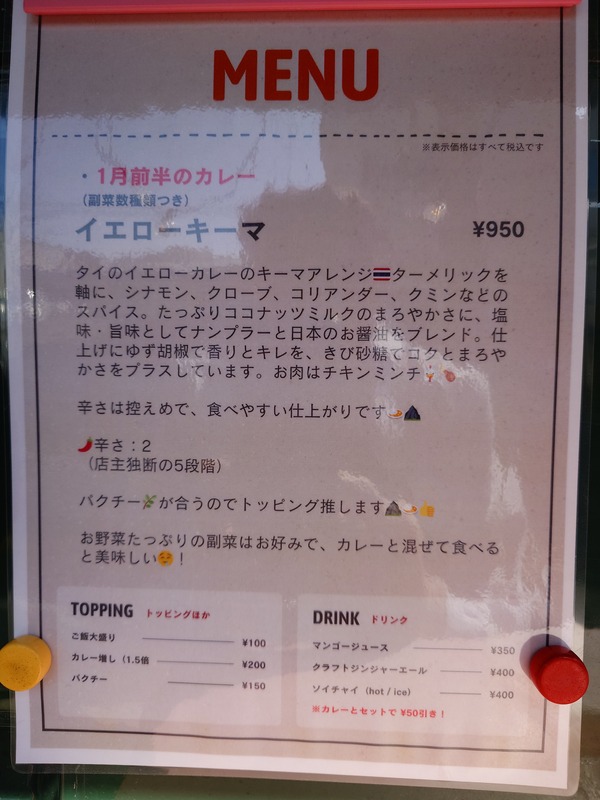 MENU
※表示価格はすべて税込です
・1月前半のカレー
（副菜数種類つき）
イエローキーマ ¥950
タイのイエローカレーのキーマアレンジ🇹🇭ターメリックを
軸に、シナモン、クローブ、コリアンダー、クミンなどの
スパイス。たっぷりココナッツミルクのまろやかさに、塩
味・旨味としてナンプラーと日本のお醤油をブレンド。仕
上げにゆず胡椒で香りとキレを、きび砂糖でコクとまろや
かさをプラスしています。お肉はチキンミンチ
辛さは控えめで、食べやすい仕上がりです
🌶辛さ：2
（店主独断の5段階）
パクチー🌿が合うのでトッピング推します👍
お野菜たっぷりの副菜はお好みで、カレーと混ぜて食べる
と美味しい😉！
TOPPING トッピングほか
ご飯大盛り ¥100
カレー増し（1.5倍 ¥200
パクチー ¥150
DRINK ドリンク
マンゴージュース ¥350
クラフトジンジャーエール ¥400
ソイチャイ（hot / ice） ¥400
※カレーとセットで ¥50引き！